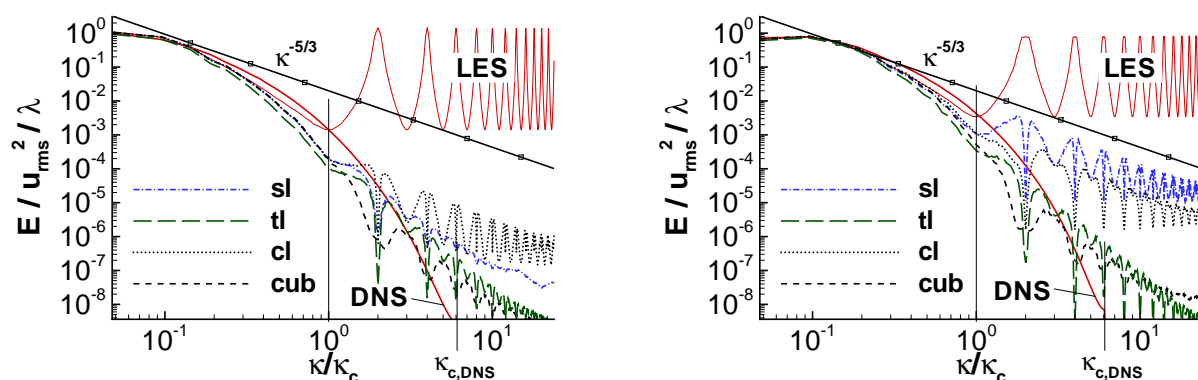 10^0
10^-1
10^-2
10^-3
10^-4
10^-5
10^-6
10^-7
10^-8
E / u_rms^2 / λ
κ^-5/3
LES
sl
tl
cl
cub
DNS
10^-1
10^0
10^1
κ/κ_c
κ_c,DNS
10^0
10^-1
10^-2
10^-3
10^-4
10^-5
10^-6
10^-7
10^-8
E / u_rms^2 / λ
κ^-5/3
LES
sl
tl
cl
cub
DNS
10^-1
10^0
10^1
κ/κ_c
κ_c,DNS